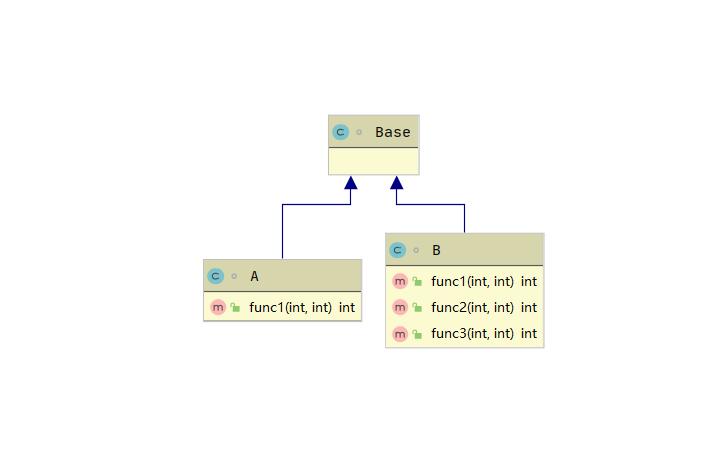 C Base
C A
m func1(int, int) int
C B
m func1(int, int) int
m func2(int, int) int
m func3(int, int) int